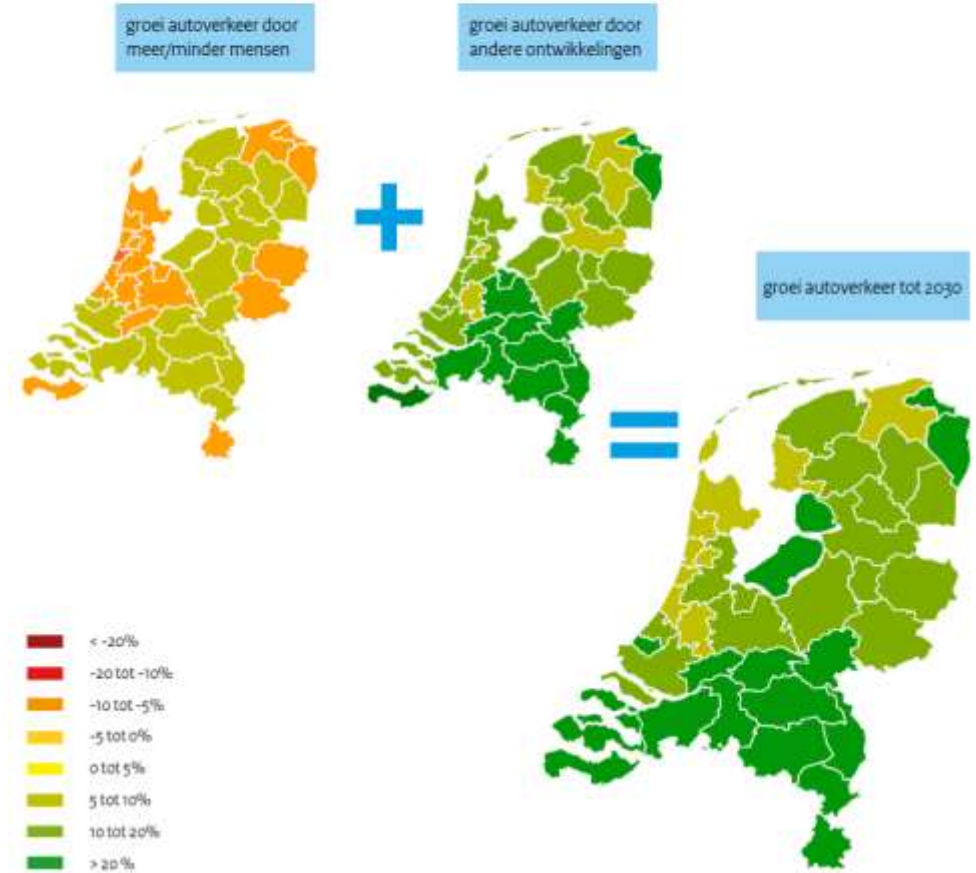 groei autoverkeer door
meer/minder mensen
groei autoverkeer door
andere ontwikkelingen
groei autoverkeer tot 2030
< -20%
-20 tot -10%
-10 tot -5%
-5 tot 0%
0 tot 5%
5 tot 10%
10 tot 20%
> 20 %